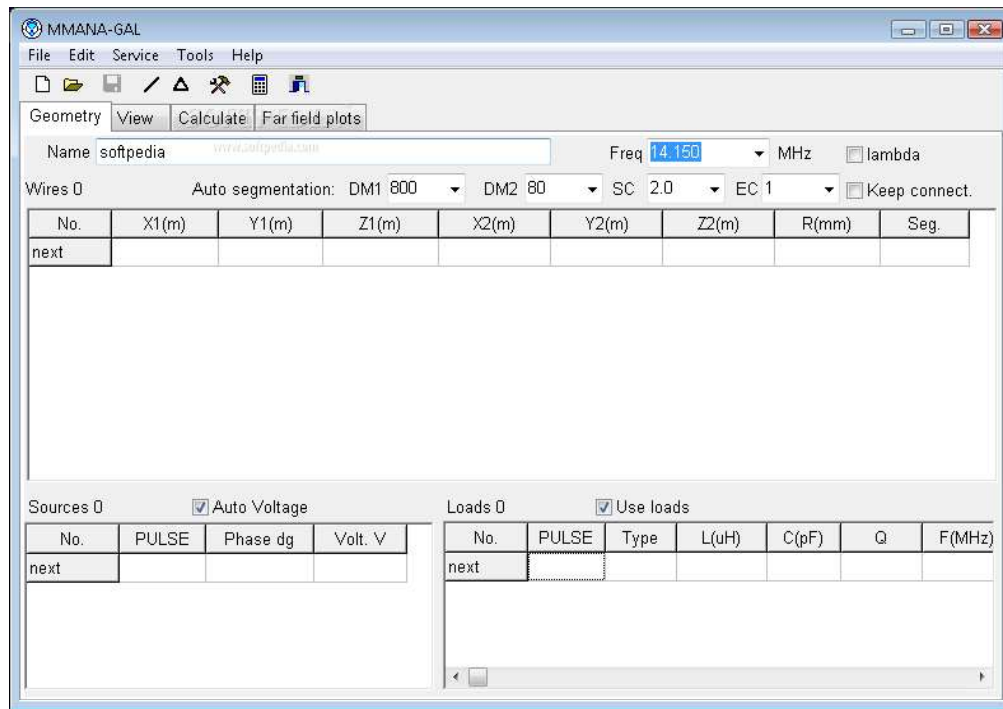 MMANA-GAL
File Edit Service Tools Help
Geometry View Calculate Far field plots
Name softpedia www.softpedia.com Freq 14.150 MHz lambda
Wires 0 Auto segmentation: DM1 800 DM2 80 SC 2.0 EC 1 Keep connect.
No. X1(m) Y1(m) Z1(m) X2(m) Y2(m) Z2(m) R(mm) Seg.
next
Sources 0 Auto Voltage Loads 0 Use loads
No. PULSE Phase dg Volt. V No. PULSE Type L(uH) C(pF) Q F(MHz)
next next